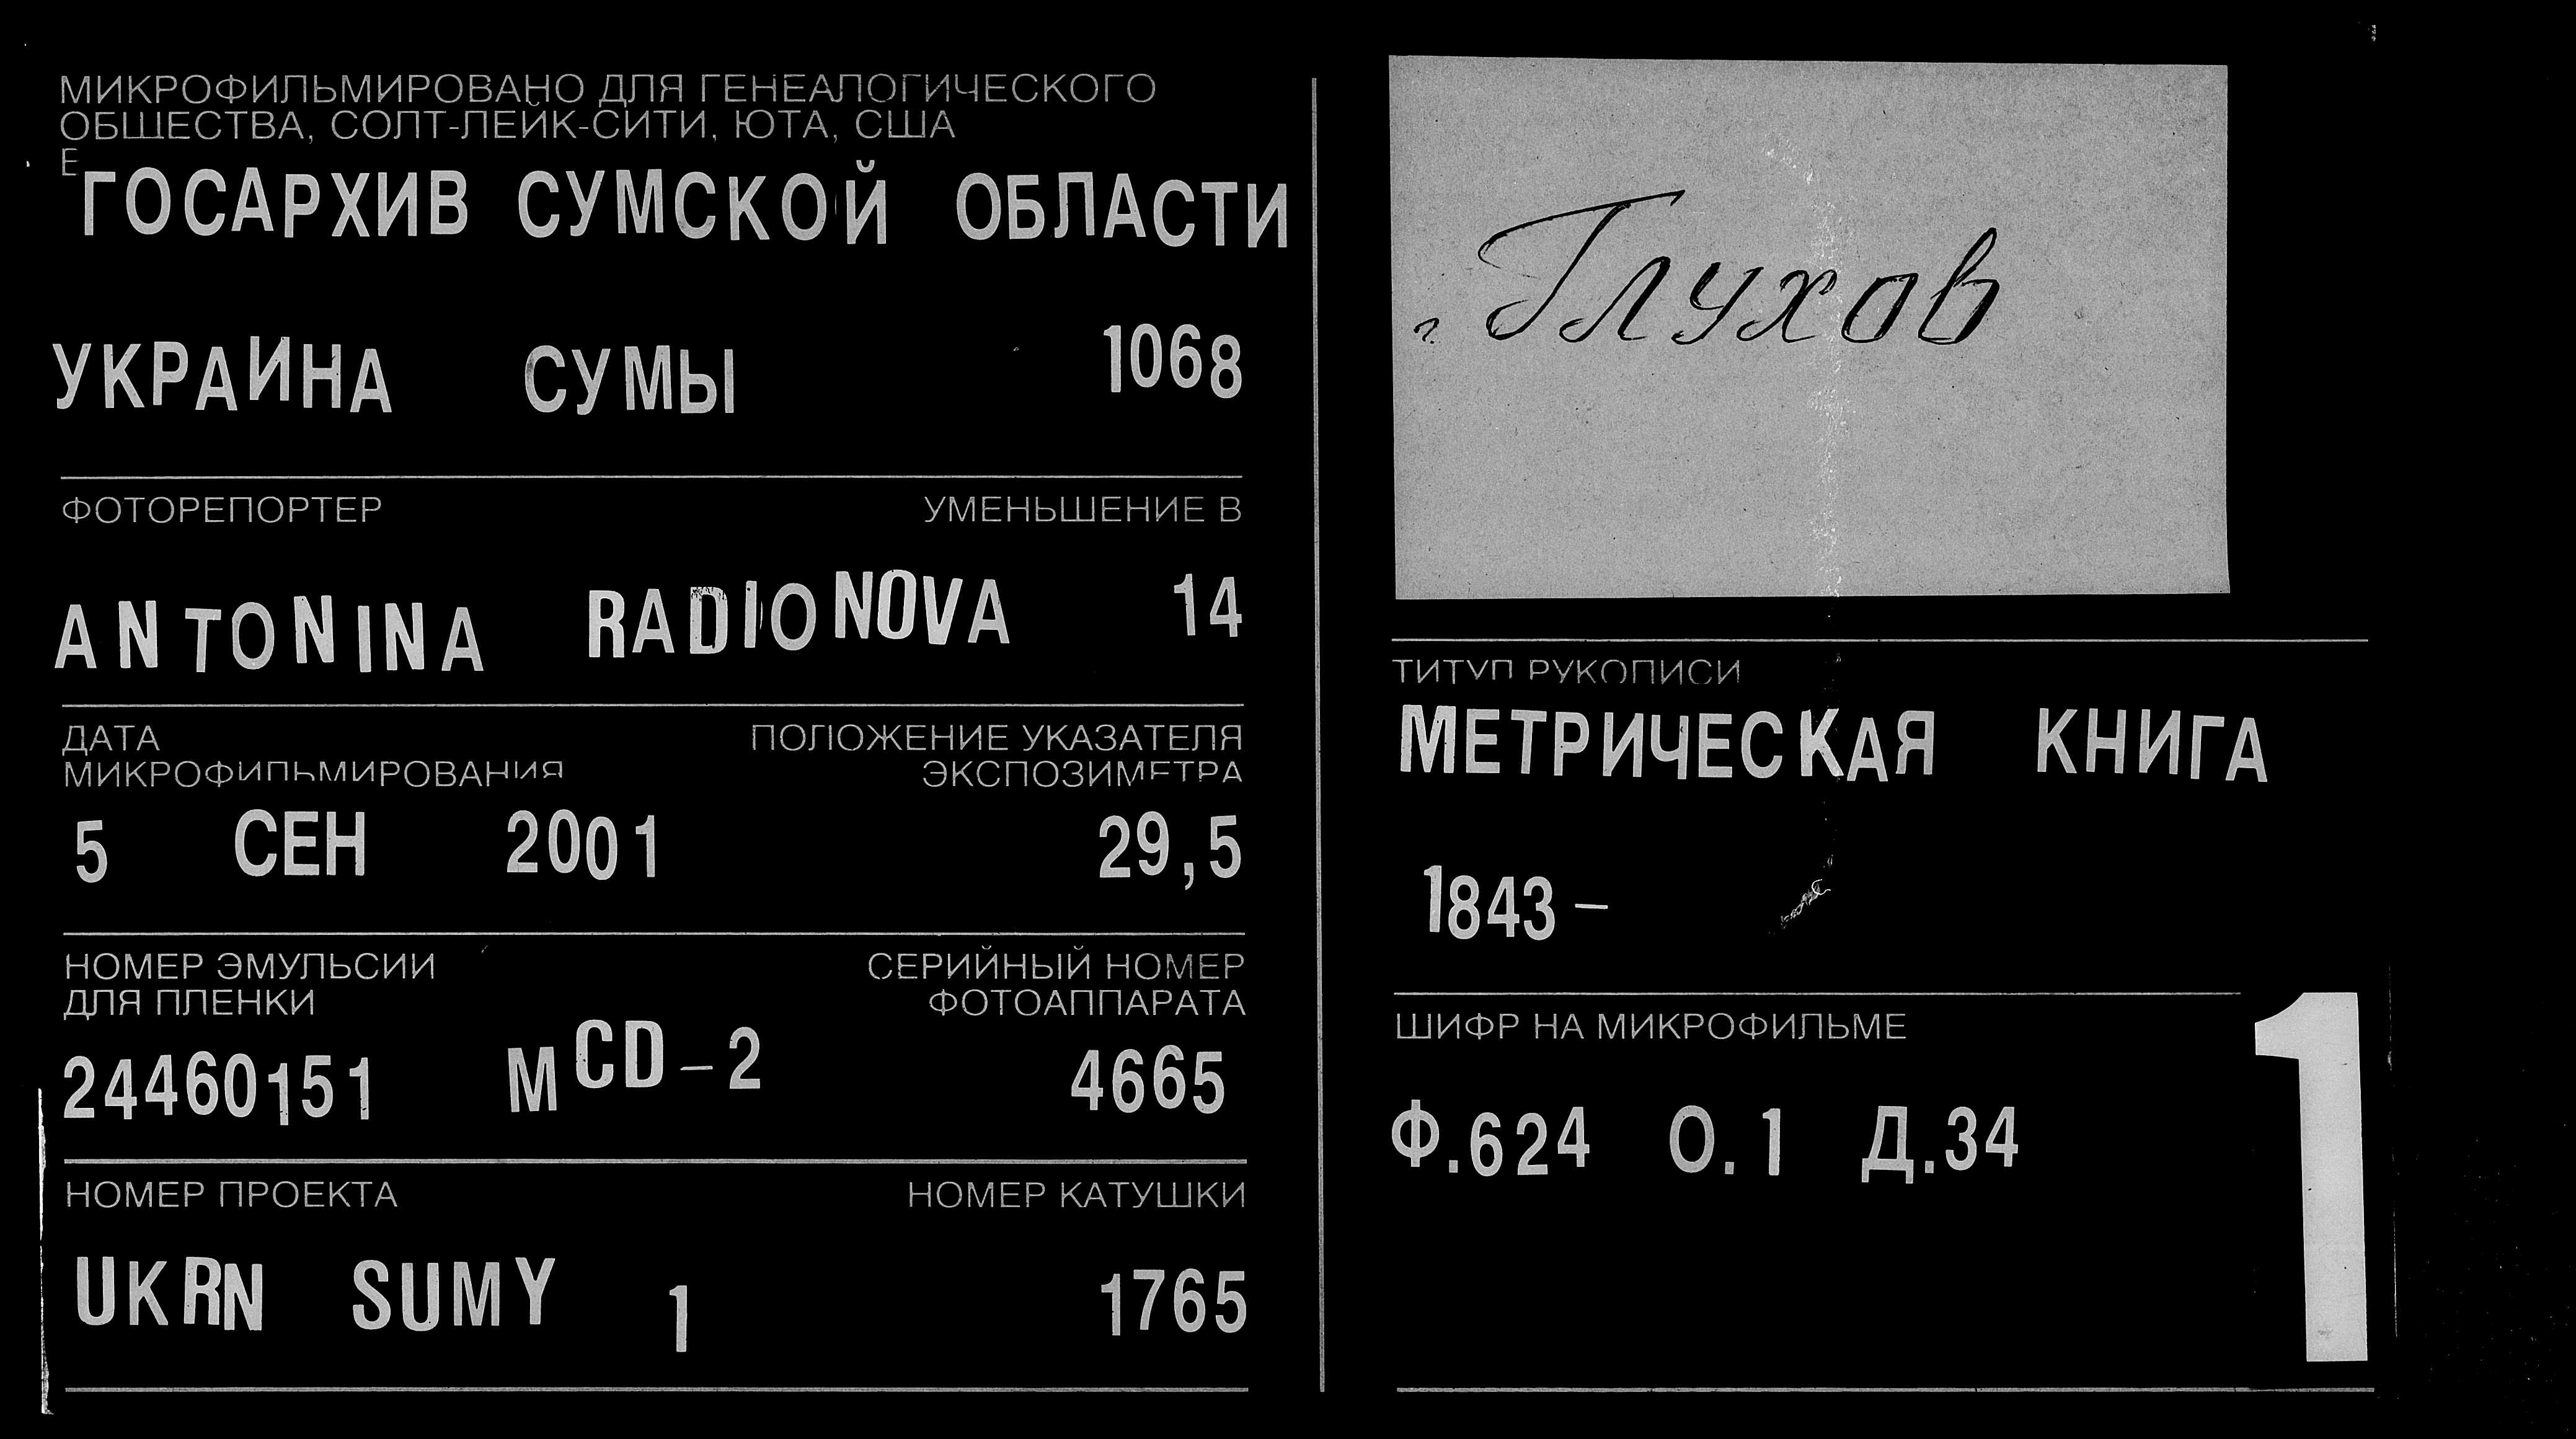 МИКРОФИЛЬМИРОВАНО ДЛЯ ГЕНЕАЛОГИЧЕСКОГО
ОБЩЕСТВА, СОЛТ-ЛЕЙК-СИТИ, ЮТА, США
Е
ГОСАРХИВ СУМСКОЙ ОБЛАСТИ
УКРАИНА СУМЫ 1068
ФОТОРЕПОРТЕР УМЕНЬШЕНИЕ В
ANTONINA RADIONOVA 14
ДАТА ПОЛОЖЕНИЕ УКАЗАТЕЛЯ
МИКРОФИЛЬМИРОВАНИЯ ЭКСПОЗИМЕТРА
5 СЕН 2001 29,5
НОМЕР ЭМУЛЬСИИ СЕРИЙНЫЙ НОМЕР
ДЛЯ ПЛЕНКИ ФОТОАППАРАТА
24460151 MCD-2 4665
НОМЕР ПРОЕКТА НОМЕР КАТУШКИ
UKRN SUMY 1 1765
г. Глухов
ТИТУЛ РУКОПИСИ
МЕТРИЧЕСКАЯ КНИГА
1843-
ШИФР НА МИКРОФИЛЬМЕ
Ф.624 О.1 Д.34
1